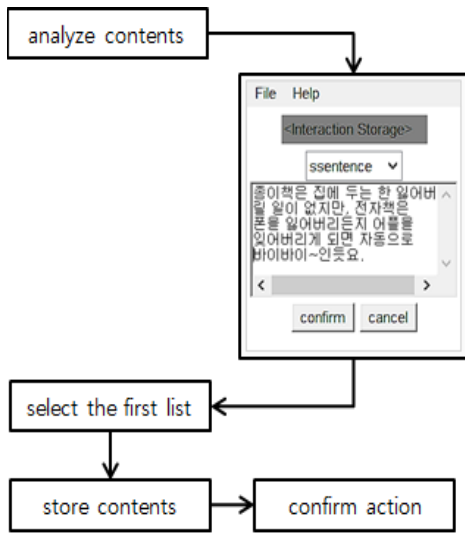 analyze contents
File Help
<Interaction Storage>
ssentence
종이책은 집에 두는 한 잃어버
릴 일이 없지만, 전자책은
폰을 잃어버리든지 어플을
잊어버리게 되면 자동으로
바이바이~인듯요.
confirm cancel
select the first list
store contents
confirm action